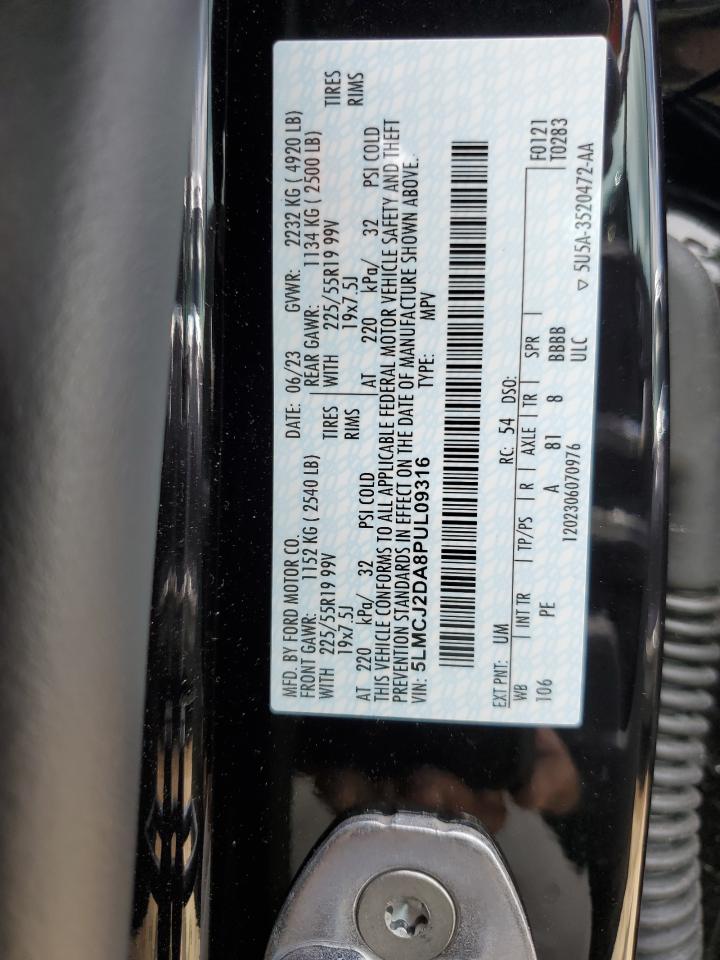 MFD. BY FORD MOTOR CO. DATE: 06/23 GVWR: 2232 KG ( 4920 LB)
FRONT GAWR: 1152 KG ( 2540 LB) REAR GAWR: 1134 KG ( 2500 LB)
WITH 225/55R19 99V TIRES WITH 225/55R19 99V TIRES
19x7.5J RIMS 19x7.5J RIMS
AT 220 kPa/ 32 PSI COLD AT 220 kPa/ 32 PSI COLD
THIS VEHICLE CONFORMS TO ALL APPLICABLE FEDERAL MOTOR VEHICLE SAFETY AND THEFT
PREVENTION STANDARDS IN EFFECT ON THE DATE OF MANUFACTURE SHOWN ABOVE.
VIN: 5LMCJ2DA8PUL09316 TYPE: MPV
EXT PNT: UM RC: 54 DSO:
WB INT TR TP/PS R AXLE TR SPR F0121
106 PE A 81 8 BBBB T0283
1202306070976 ULC
▽ 5U5A-3520472-AA